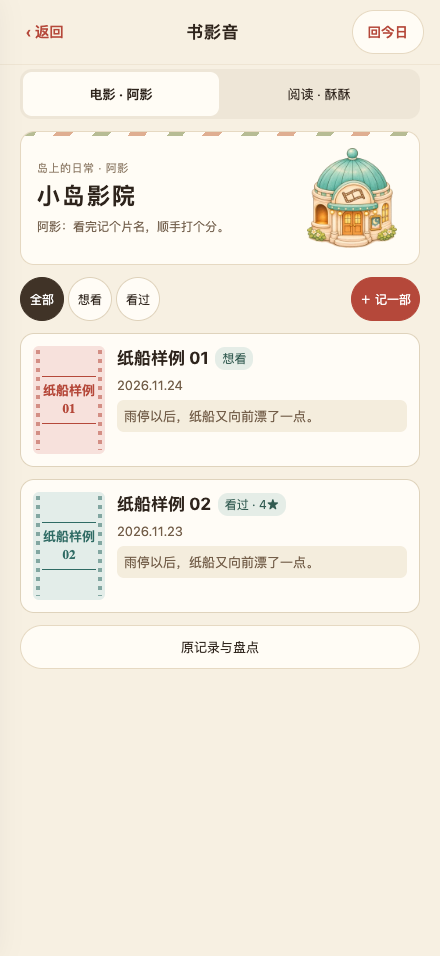 ‹ 返回
书影音
回今日
电影 · 阿影
阅读 · 酥酥
岛上的日常 · 阿影
小岛影院
阿影：看完记个片名，顺手打个分。
全部
想看
看过
＋ 记一部
纸船样例
01
纸船样例 01
想看
2026.11.24
雨停以后，纸船又向前漂了一点。
纸船样例
02
纸船样例 02
看过 · 4★
2026.11.23
雨停以后，纸船又向前漂了一点。
原记录与盘点